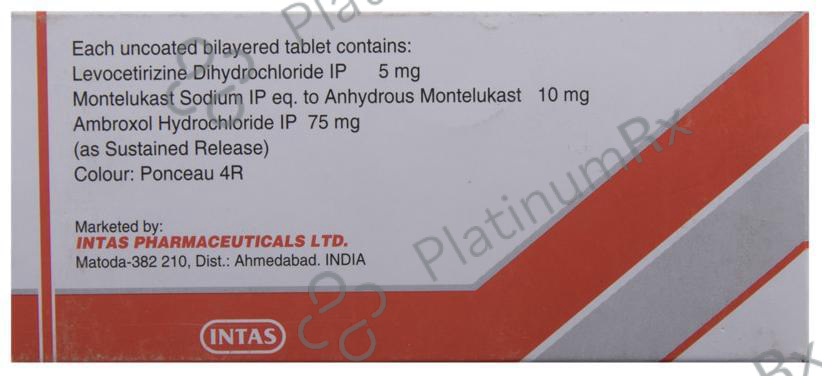 Each uncoated bilayered tablet contains:
Levocetirizine Dihydrochloride IP 5 mg
Montelukast Sodium IP eq. to Anhydrous Montelukast 10 mg
Ambroxol Hydrochloride IP 75 mg
(as Sustained Release)
Colour: Ponceau 4R
Marketed by:
INTAS PHARMACEUTICALS LTD.
Matoda-382 210, Dist.: Ahmedabad. INDIA
INTAS
PlatinumRx